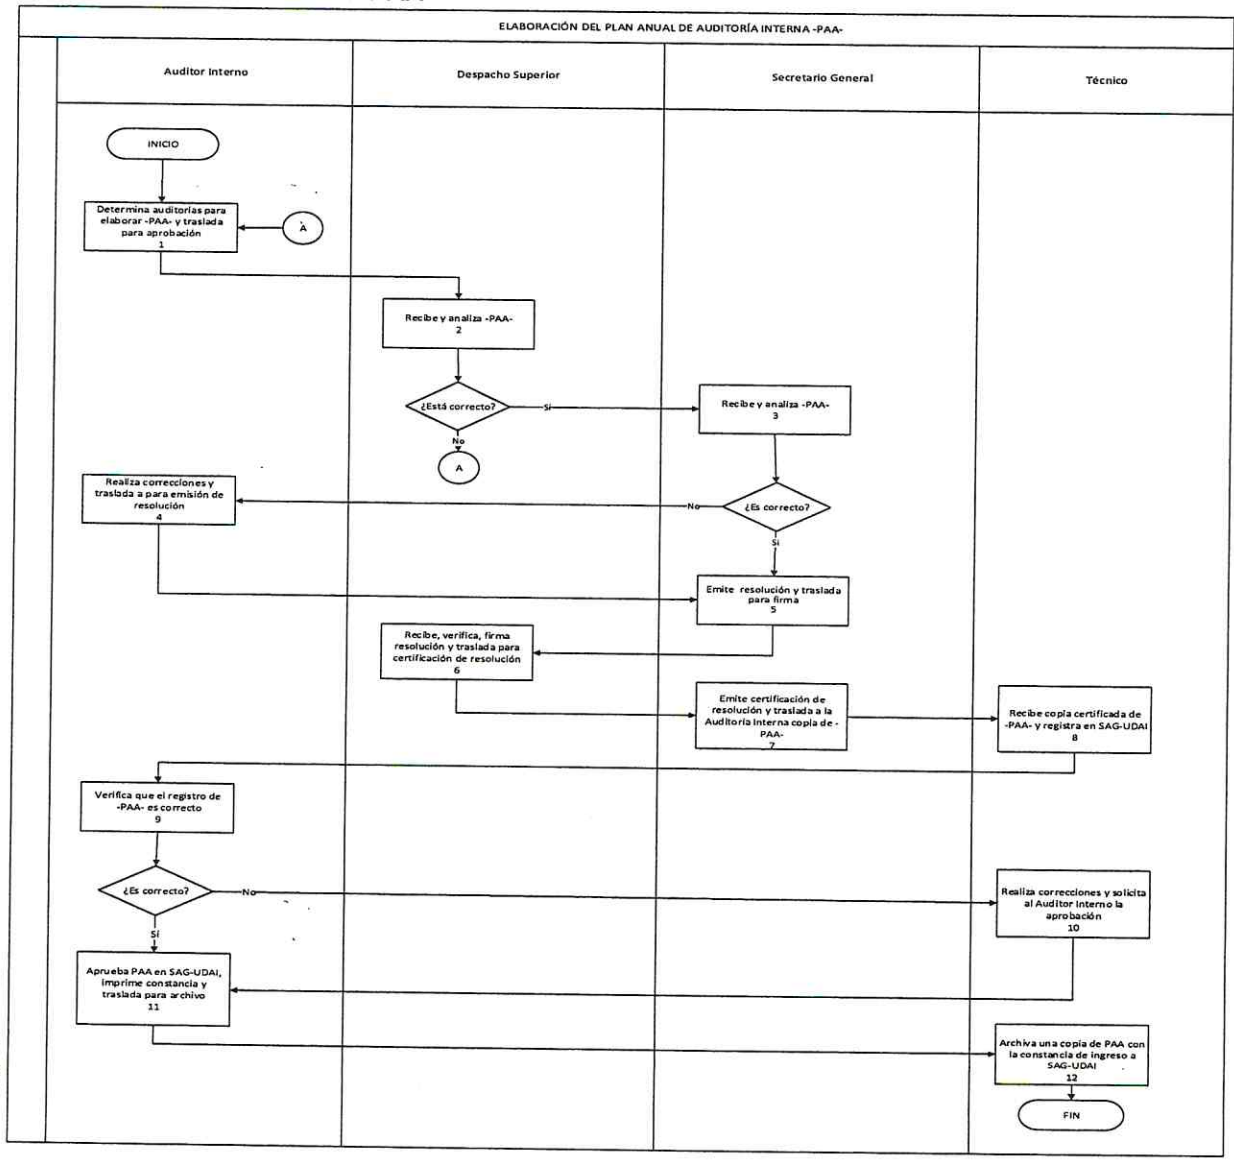 ELABORACIÓN DEL PLAN ANUAL DE AUDITORÍA INTERNA -PAA-
Auditor Interno
Despacho Superior
Secretario General
Técnico
INICIO
Determina auditorías para
elaborar -PAA- y traslada
para aprobación
1
A
Recibe y analiza -PAA-
2
¿Está correcto?
Si
No
A
Recibe y analiza -PAA-
3
¿Es correcto?
No
Si
Realiza correcciones y
traslada a para emisión de
resolución
4
Emite resolución y traslada
para firma
5
Recibe, verifica, firma
resolución y traslada para
certificación de resolución
6
Emite certificación de
resolución y traslada a la
Auditoría Interna copia de -
PAA-
7
Recibe copia certificada de
-PAA- y registra en SAG-UDAI
8
Verifica que el registro de
-PAA- es correcto
9
¿Es correcto?
No
Sí
Realiza correcciones y solicita
al Auditor Interno la
aprobación
10
Aprueba PAA en SAG-UDAI,
imprime constancia y
traslada para archivo
11
Archiva una copia de PAA con
la constancia de ingreso a
SAG-UDAI
12
FIN